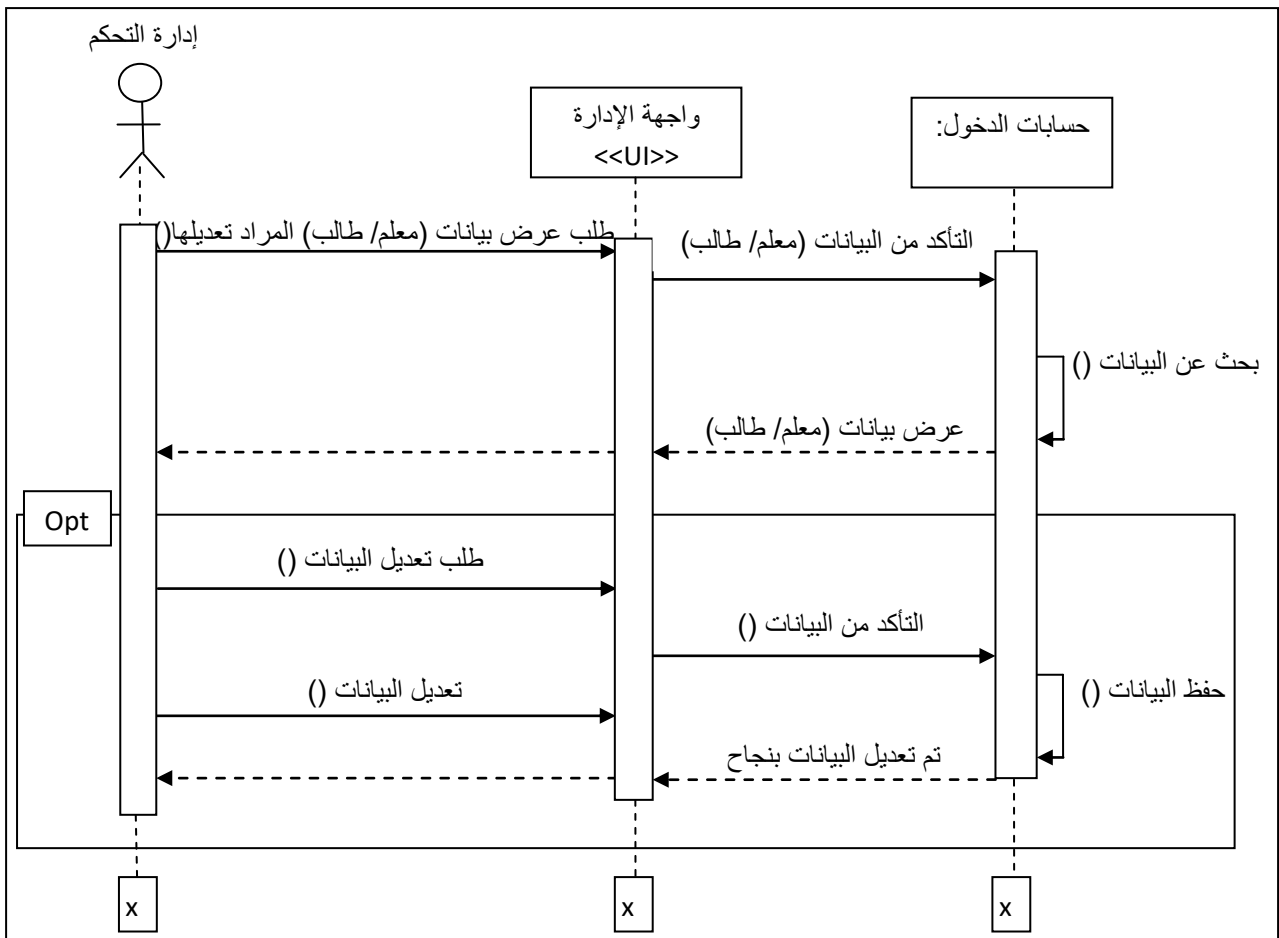 إدارة التحكم
واجهة الإدارة
<<UI>>
حسابات الدخول:
طلب عرض بيانات (معلم/ طالب) المراد تعديلها()
التأكد من البيانات (معلم/ طالب)
بحث عن البيانات ()
عرض بيانات (معلم/ طالب)
Opt
طلب تعديل البيانات ()
التأكد من البيانات ()
تعديل البيانات ()
حفظ البيانات ()
تم تعديل البيانات بنجاح
x
x
x